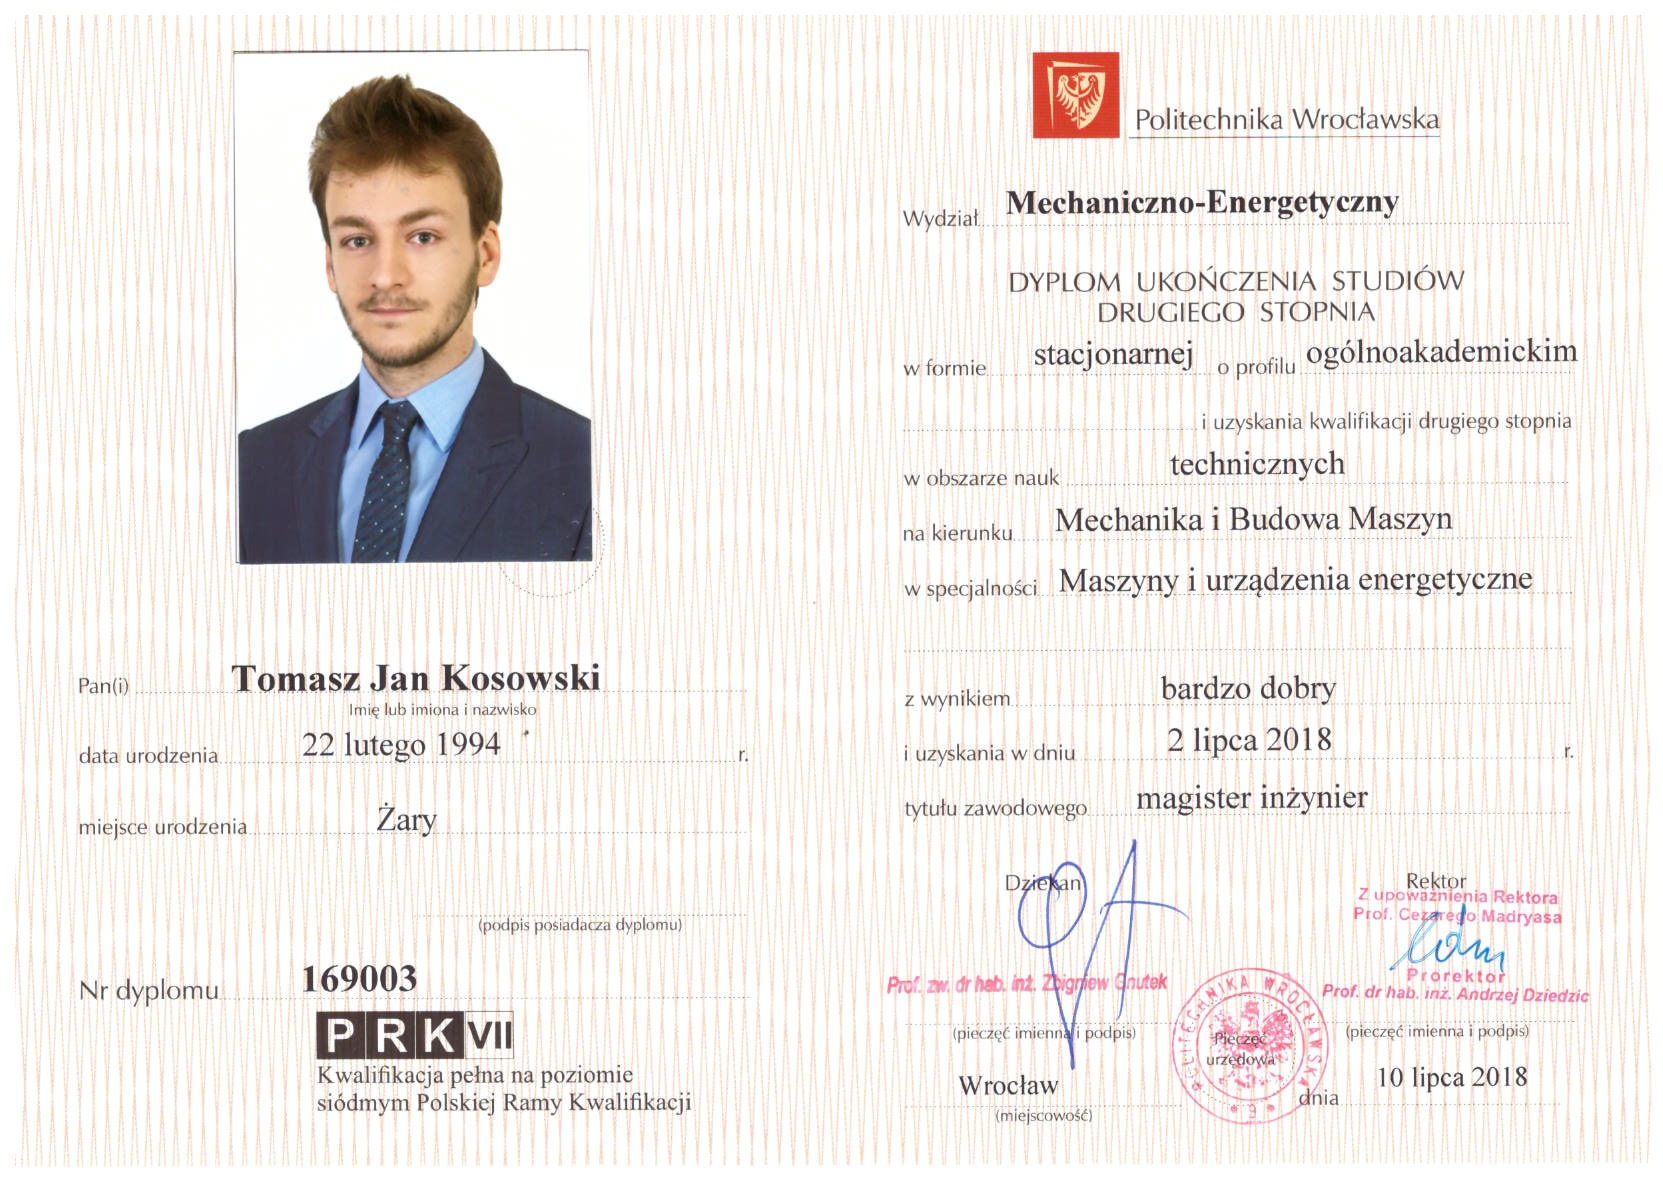 Pan(i) Tomasz Jan Kosowski
Imię lub imiona i nazwisko
data urodzenia 22 lutego 1994 r.
miejsce urodzenia Żary
(podpis posiadacza dyplomu)
Nr dyplomu 169003
PRK VII
Kwalifikacja pełna na poziomie
siódmym Polskiej Ramy Kwalifikacji
Politechnika Wrocławska
Wydział Mechaniczno-Energetyczny
DYPLOM UKOŃCZENIA STUDIÓW
DRUGIEGO STOPNIA
w formie stacjonarnej o profilu ogólnoakademickim
i uzyskania kwalifikacji drugiego stopnia
w obszarze nauk technicznych
na kierunku Mechanika i Budowa Maszyn
w specjalności Maszyny i urządzenia energetyczne
z wynikiem bardzo dobry
i uzyskania w dniu 2 lipca 2018 r.
tytułu zawodowego magister inżynier
Dziekan
Prof. zw. dr hab. inż. Zbigniew Gnutek
(pieczęć imienna i podpis)
Wrocław
(miejscowość)
POLITECHNIKA WROCŁAWSKA
* 9 *
Pieczęć
urzędowa
Rektor
Z upoważnienia Rektora
Prof. Cezarego Madryasa
Prorektor
Prof. dr hab. inż. Andrzej Dziedzic
(pieczęć imienna i podpis)
dnia 10 lipca 2018